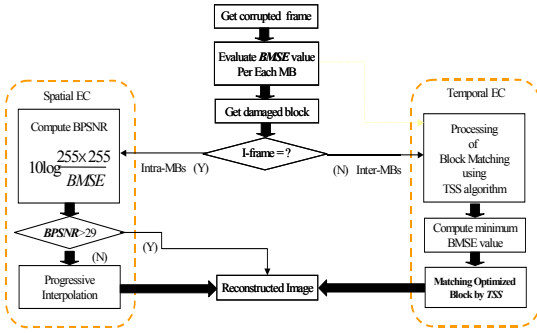 Get corrupted frame
Evaluate BMSE value
Per Each MB
Get damaged block
I-frame = ?
Intra-MBs (Y)
(N) Inter-MBs
Spatial EC
Compute BPSNR
10log 255×255
BMSE
BPSNR>29
(Y)
(N)
Progressive
Interpolation
Reconstructed Image
Temporal EC
Processing
of
Block Matching
using
TSS algorithm
Compute minimum
BMSE value
Matching Optimized
Block by TSS